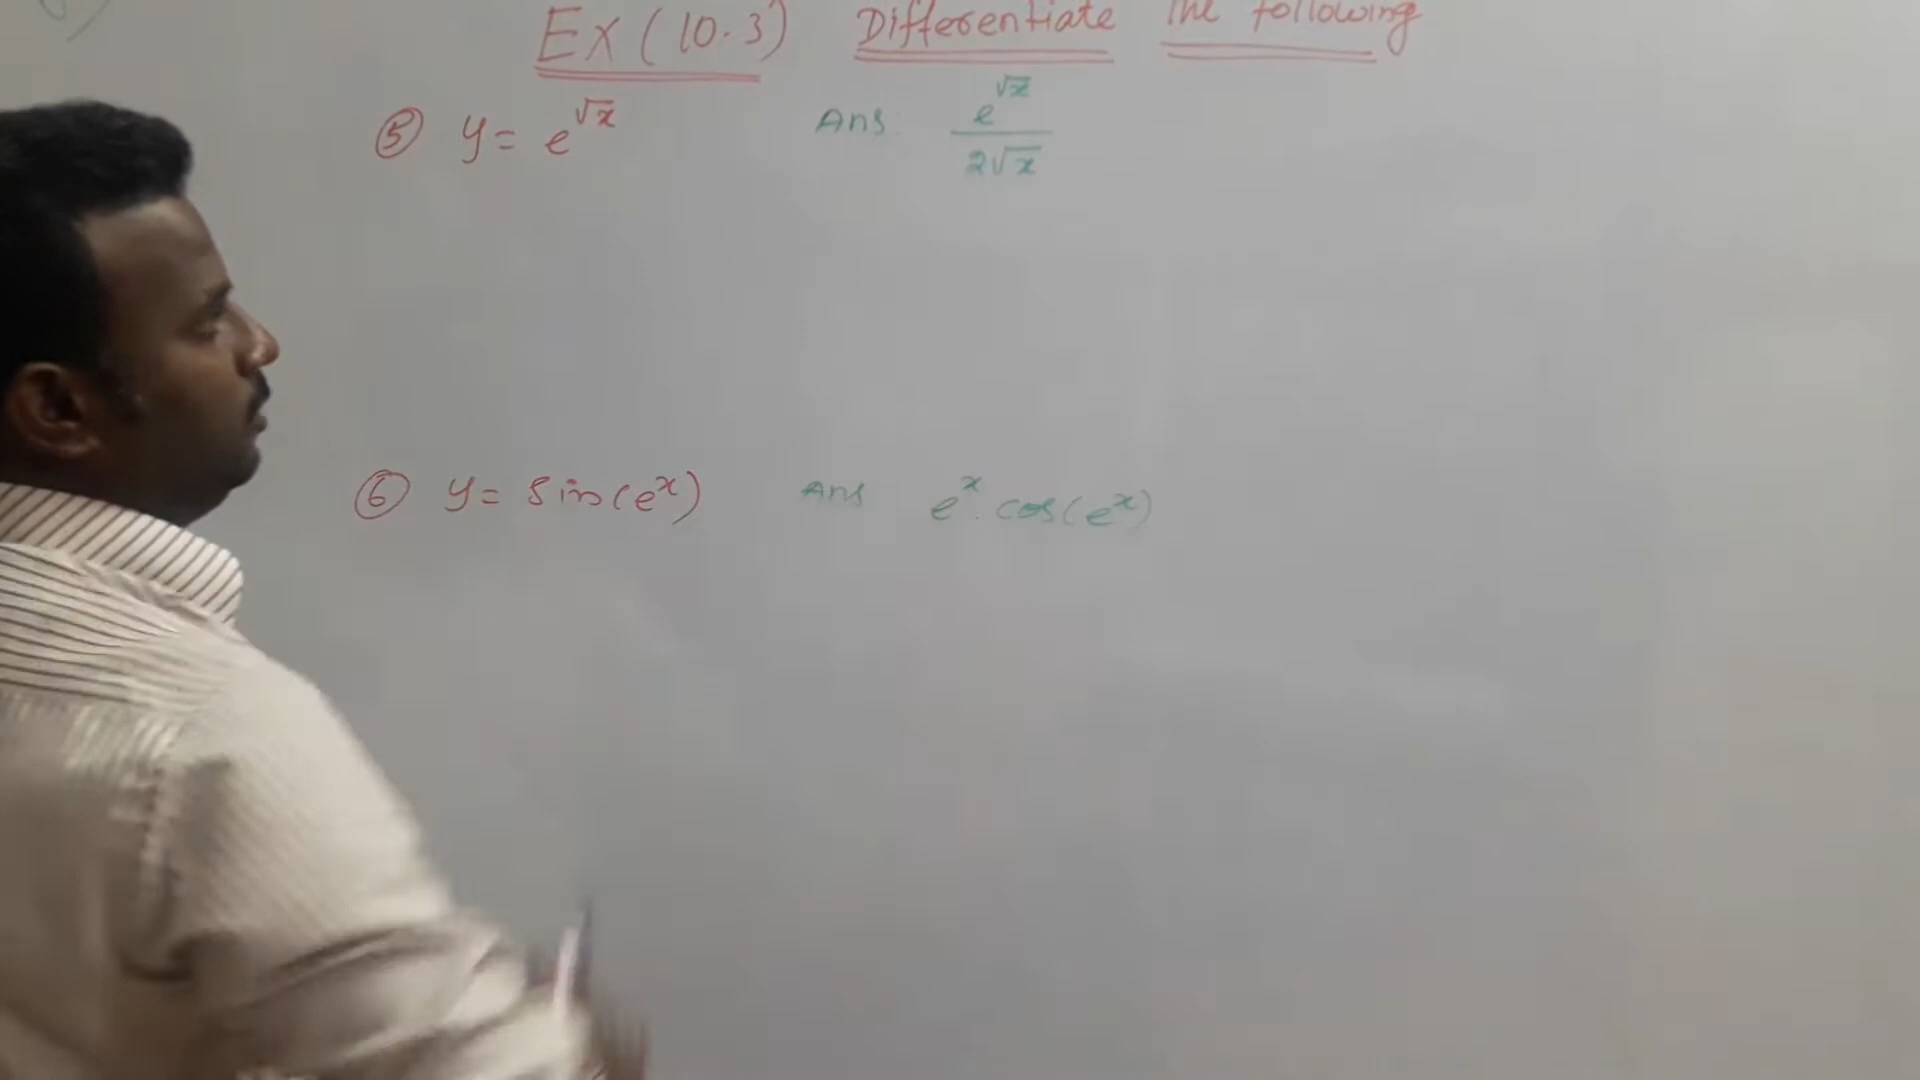 Ex (10.3) Differentiate the following
⑤ y = e^√x Ans: e^√x / 2√x
⑥ y = sin(e^x) Ans e^x. cos(e^x)